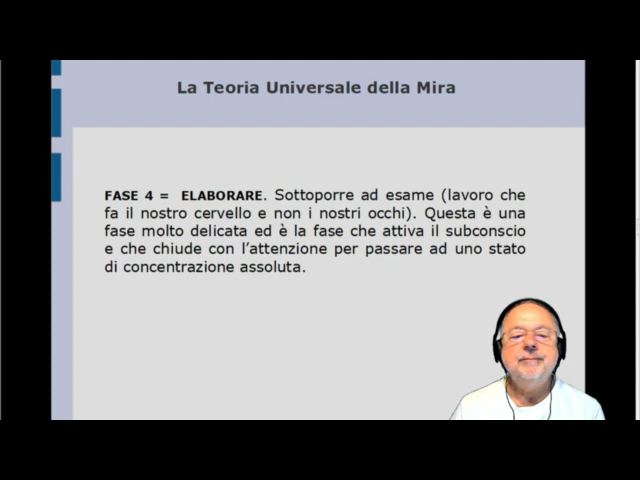 La Teoria Universale della Mira
FASE 4 = ELABORARE. Sottoporre ad esame (lavoro che
fa il nostro cervello e non i nostri occhi). Questa è una
fase molto delicata ed è la fase che attiva il subconscio
e che chiude con l'attenzione per passare ad uno stato
di concentrazione assoluta.